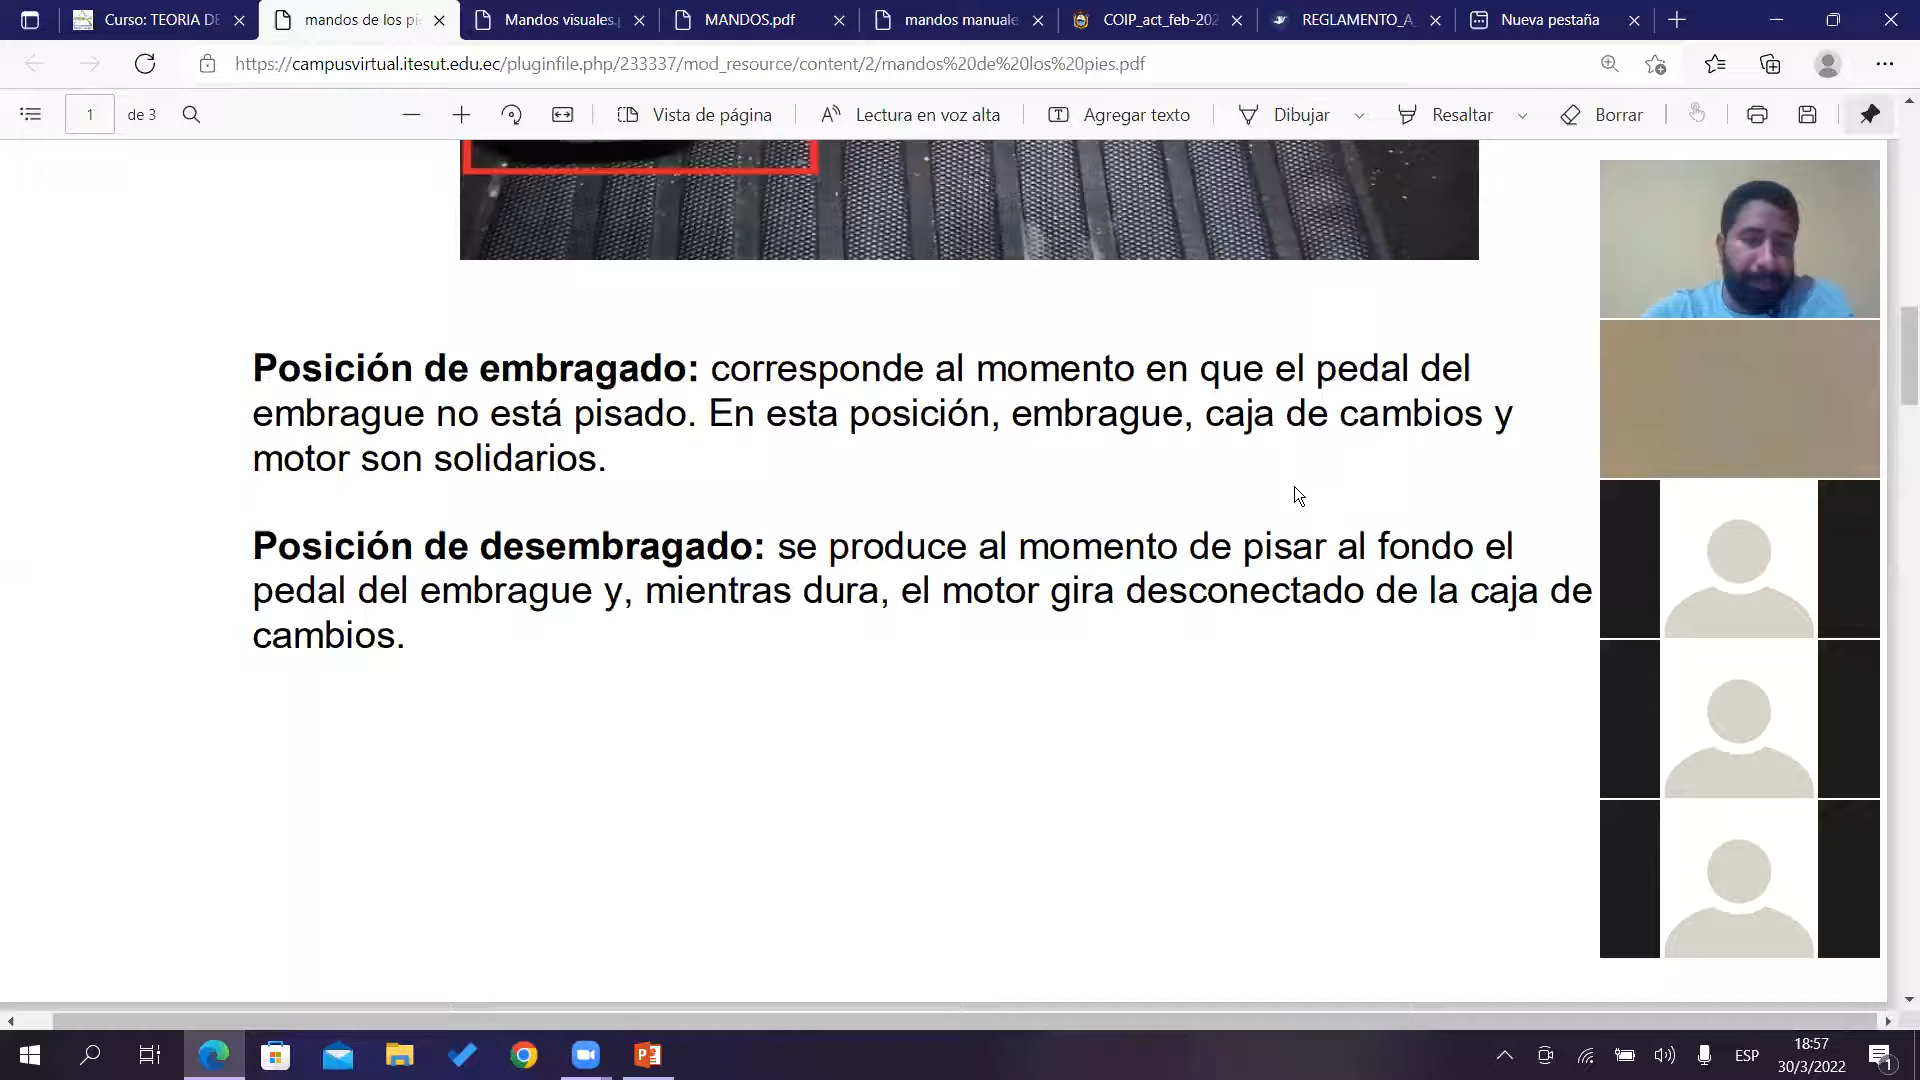 Curso: TEORIA DE
mandos de los pi
Mandos visuales.
MANDOS.pdf
mandos manuale
COIP_act_feb-202
REGLAMENTO_A
Nueva pestaña
https://campusvirtual.itesut.edu.ec/pluginfile.php/233337/mod_resource/content/2/mandos%20de%20los%20pies.pdf
1 de 3
Vista de página
Lectura en voz alta
Agregar texto
Dibujar
Resaltar
Borrar
Posición de embragado: corresponde al momento en que el pedal del
embrague no está pisado. En esta posición, embrague, caja de cambios y
motor son solidarios.
Posición de desembragado: se produce al momento de pisar al fondo el
pedal del embrague y, mientras dura, el motor gira desconectado de la caja de
cambios.
ESP
18:57
30/3/2022
1